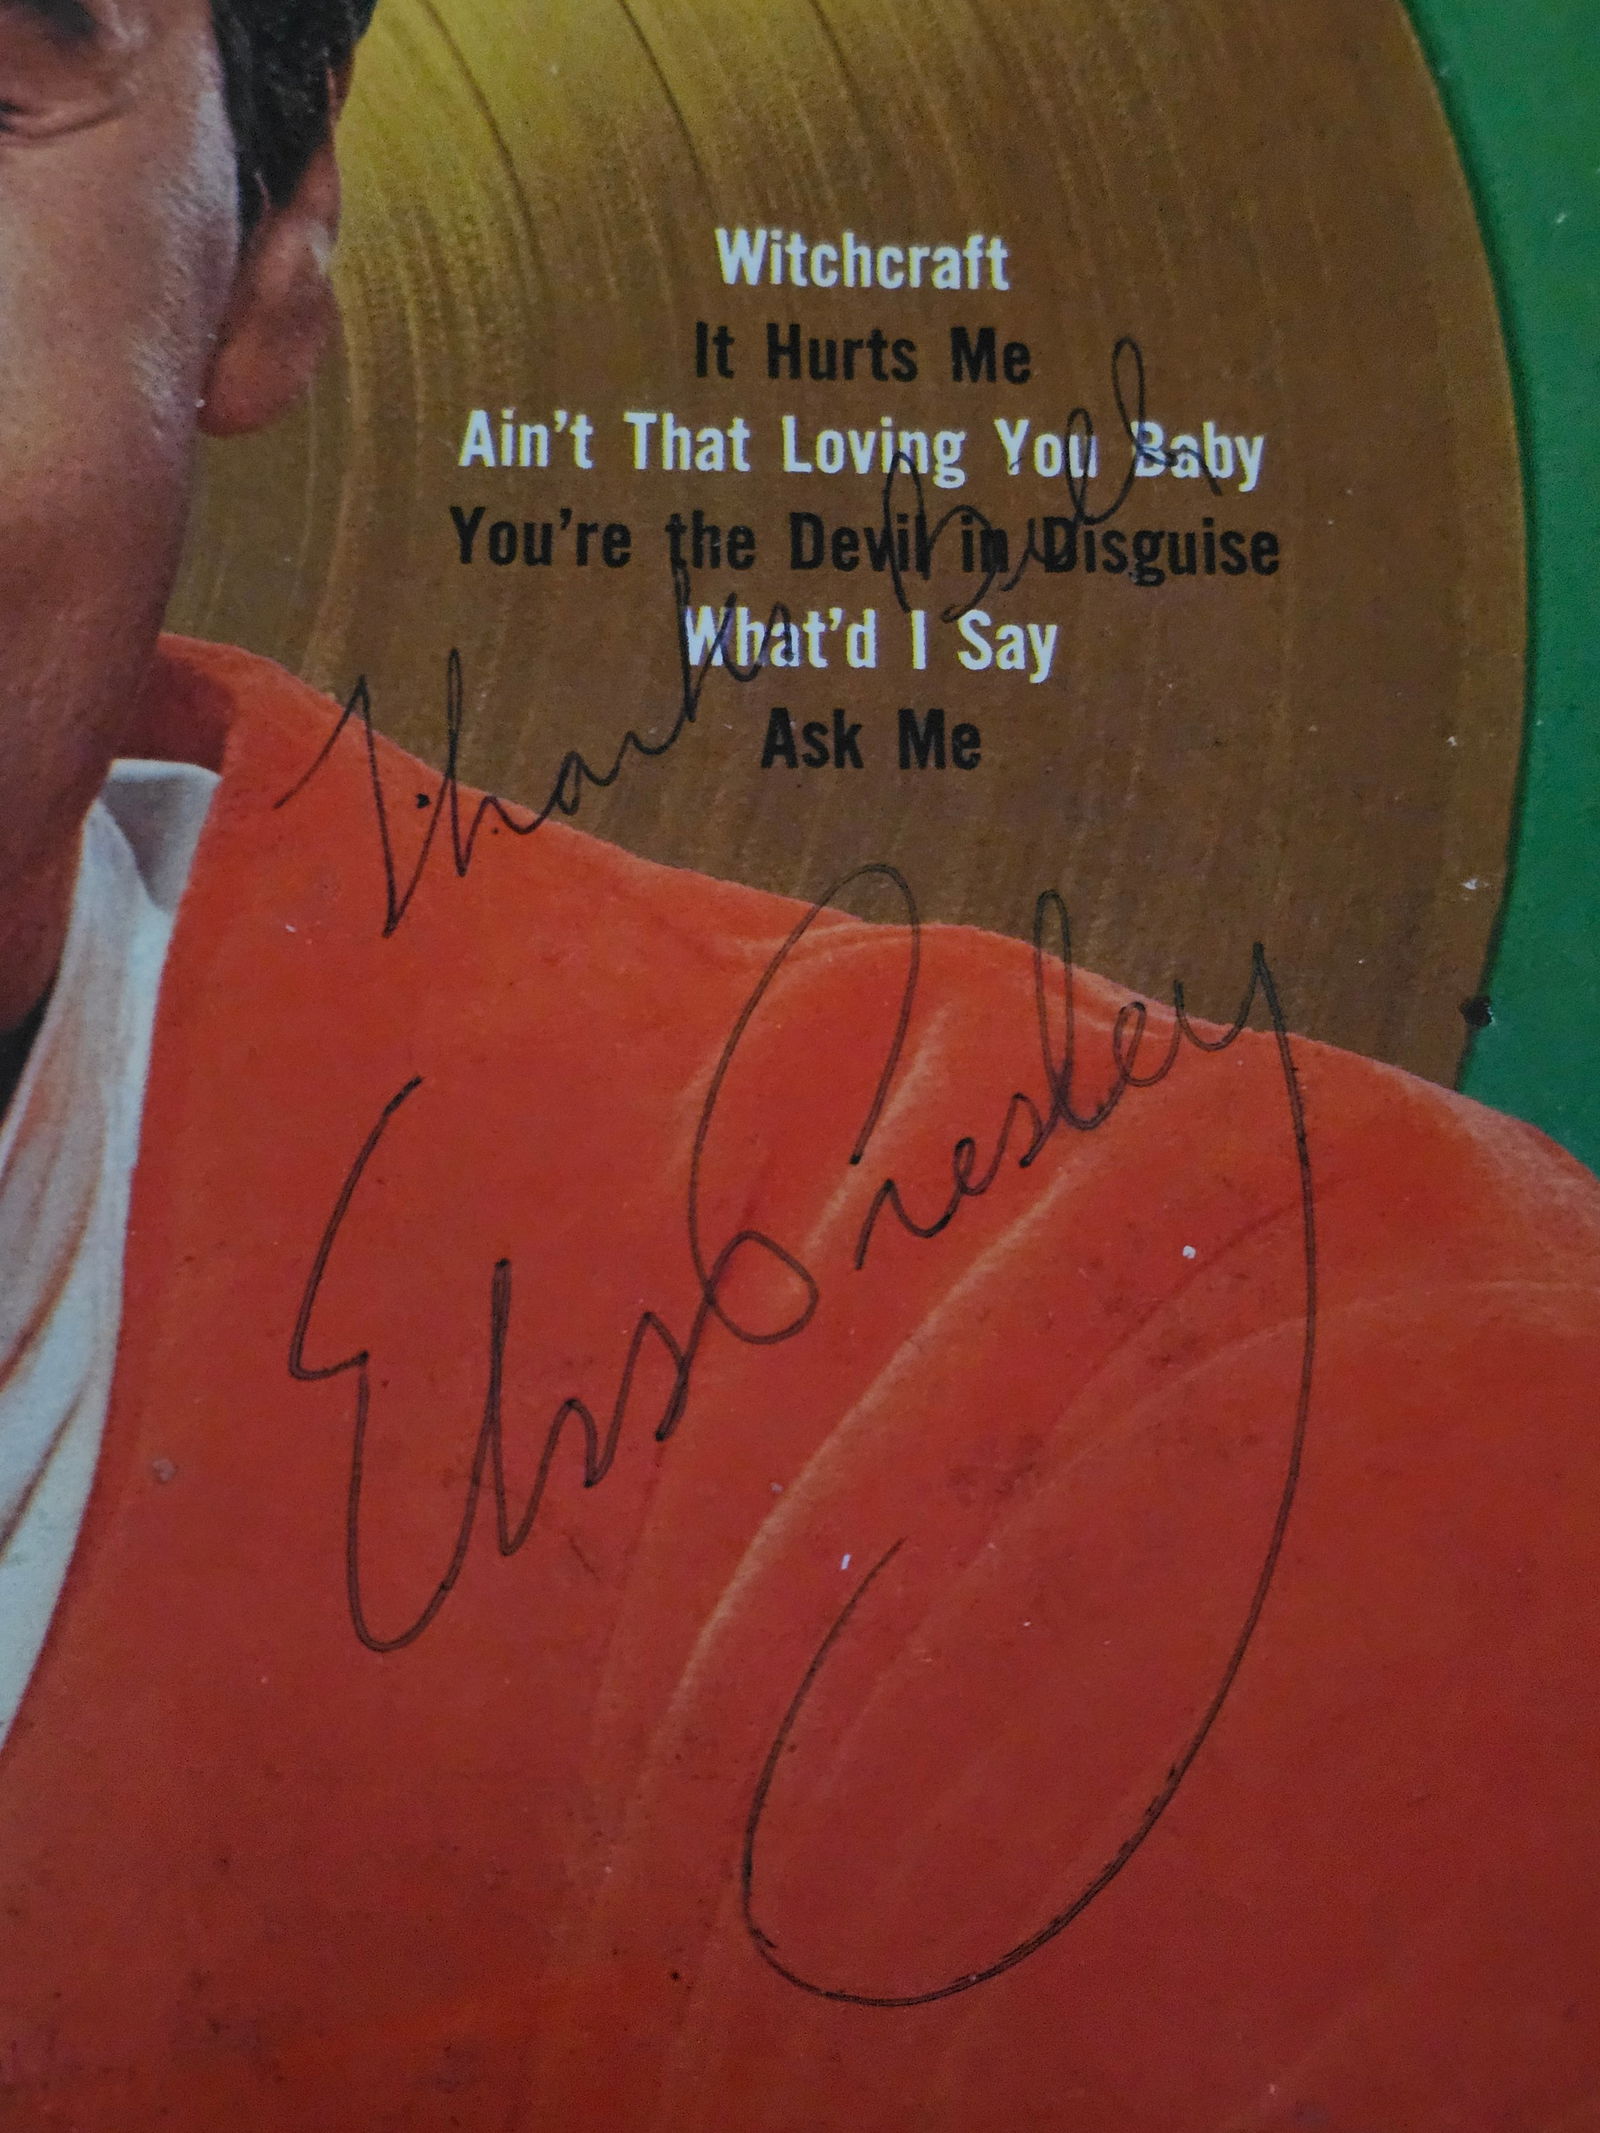 Witchcraft
It Hurts Me
Ain't That Loving You Baby
You're the Devil in Disguise
What'd I Say
Ask Me
Thanks Bill
Elvis Presley